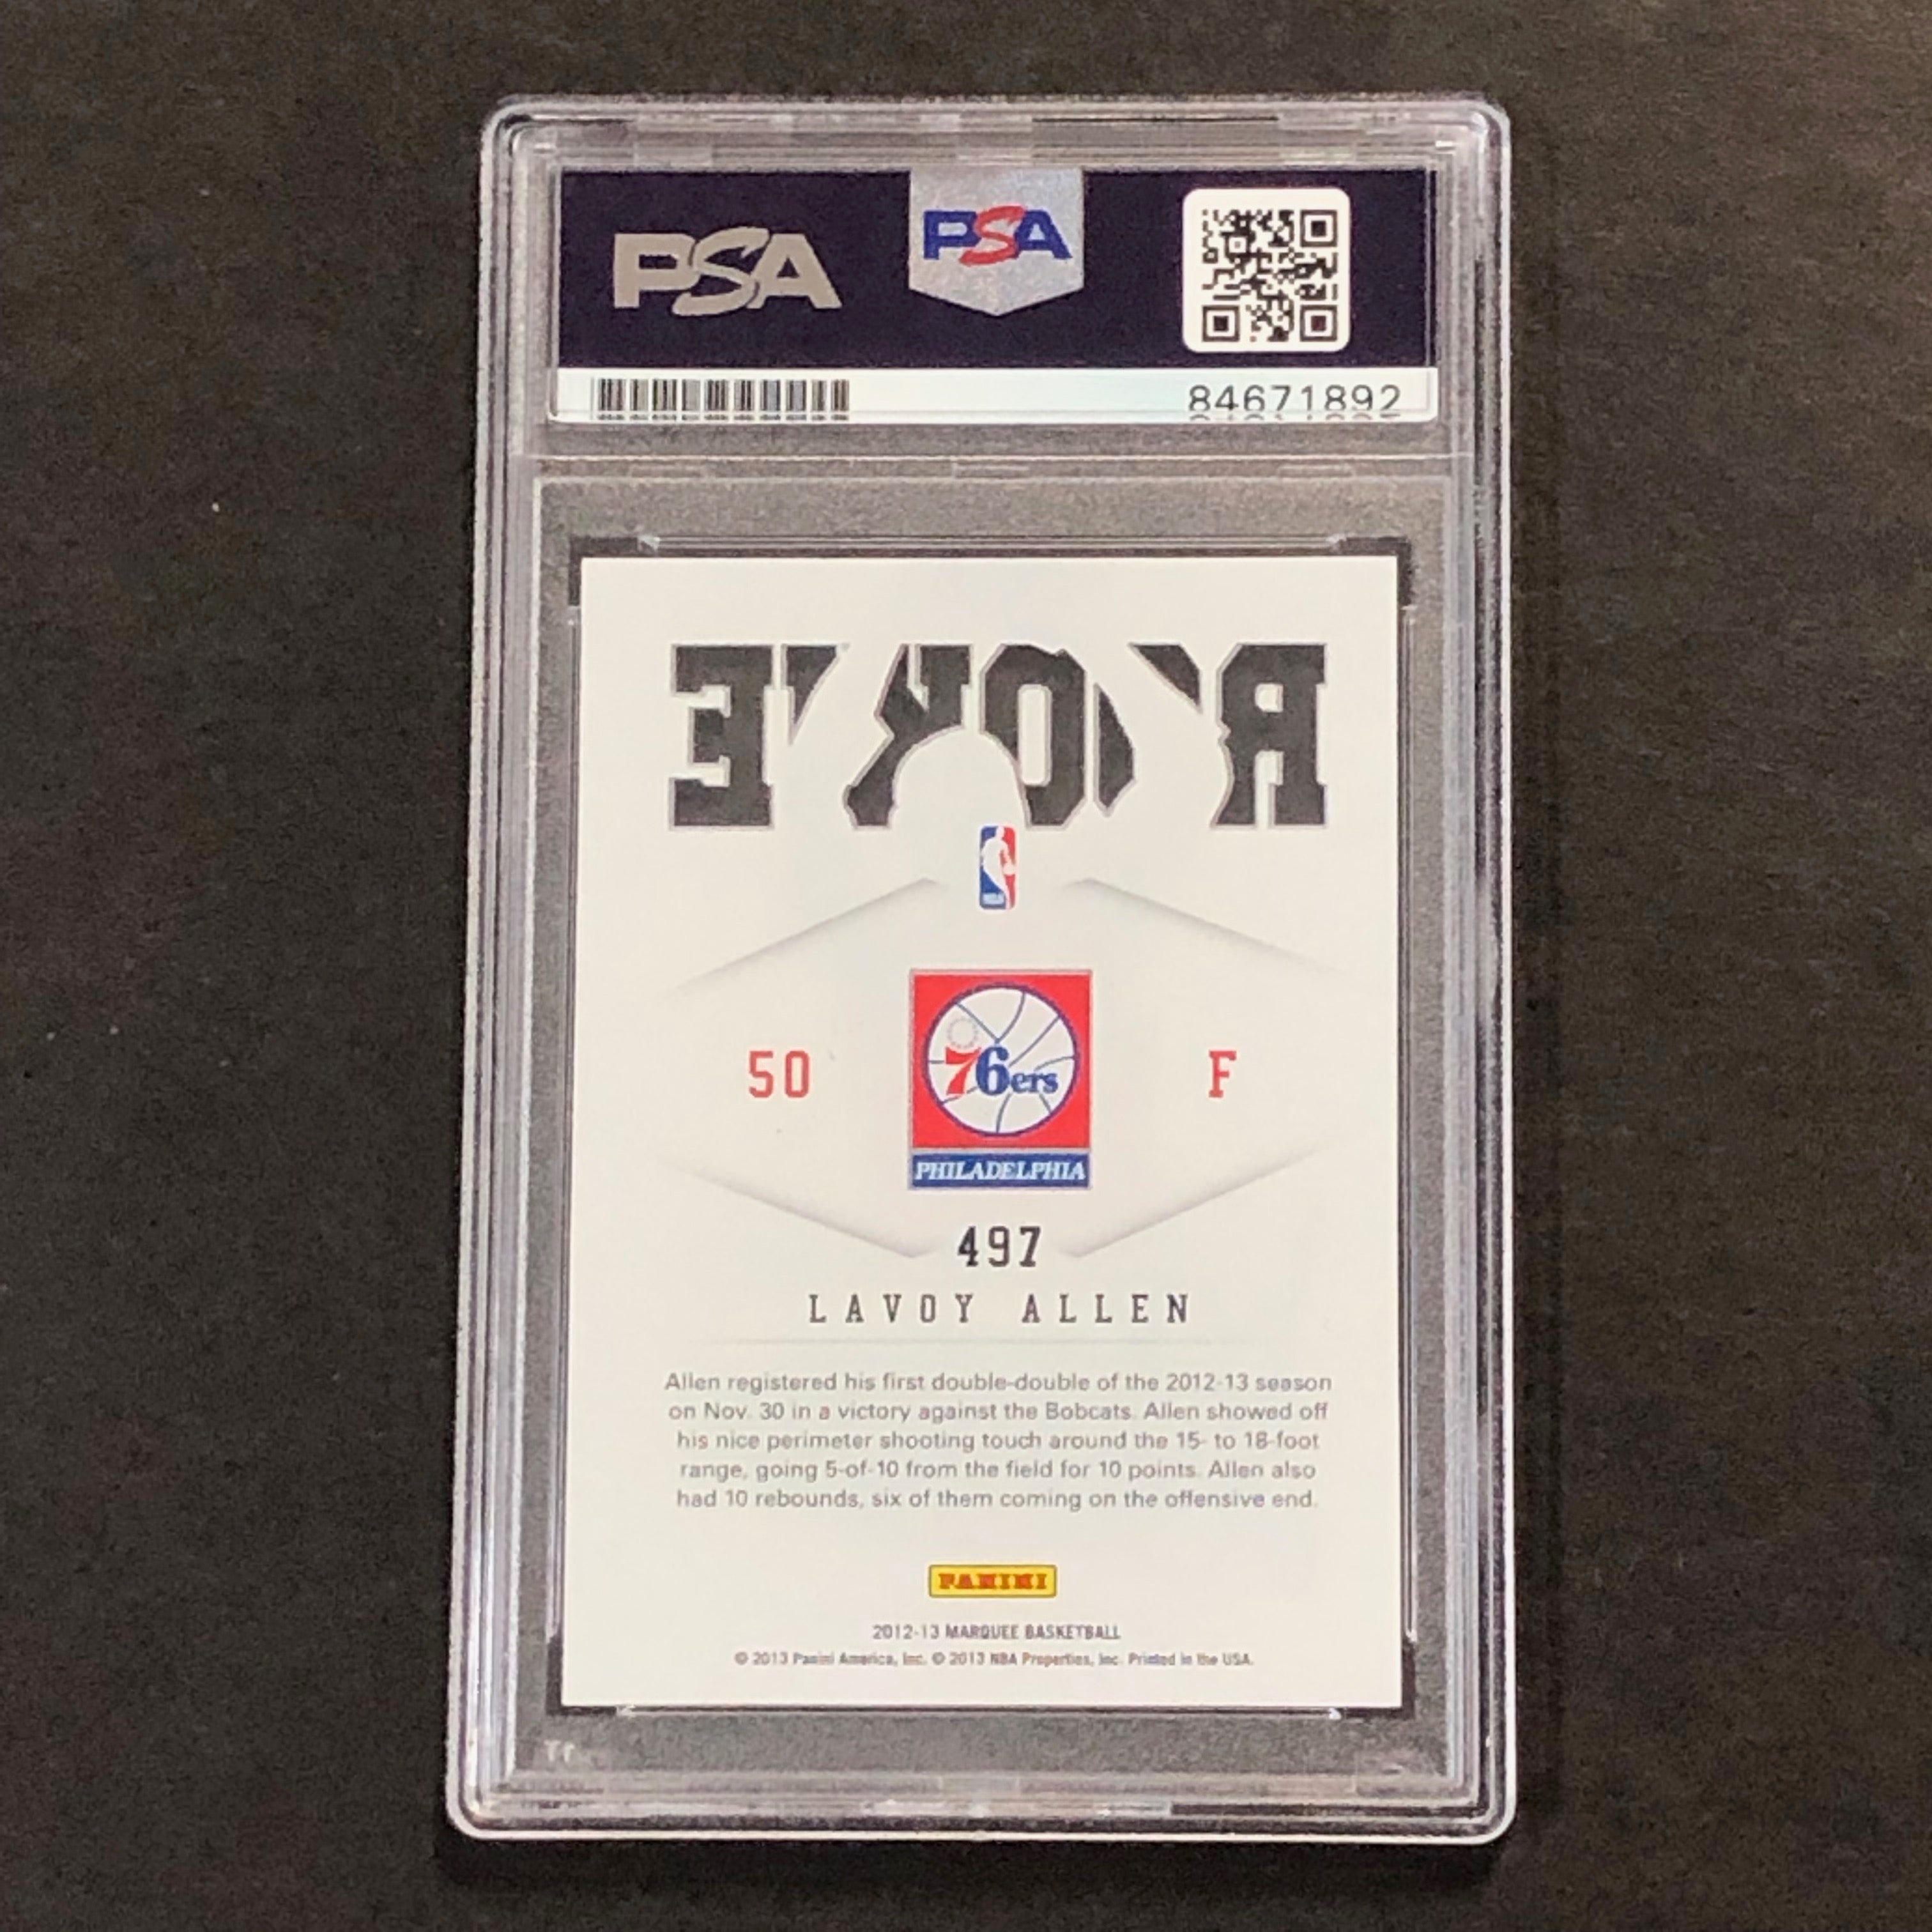 PSA
PSA
84671892
ROOKIE
NBA
50
76ers
F
PHILADELPHIA
497
LAVOY ALLEN
Allen registered his first double-double of the 2012-13 season
on Nov. 30 in a victory against the Bobcats. Allen showed off
his nice perimeter shooting touch around the 15- to 18-foot
range, going 5-of-10 from the field for 10 points. Allen also
had 10 rebounds, six of them coming on the offensive end.
PANINI
2012-13 MARQUEE BASKETBALL
© 2013 Panini America, Inc. © 2013 NBA Properties, Inc. Printed in the USA.